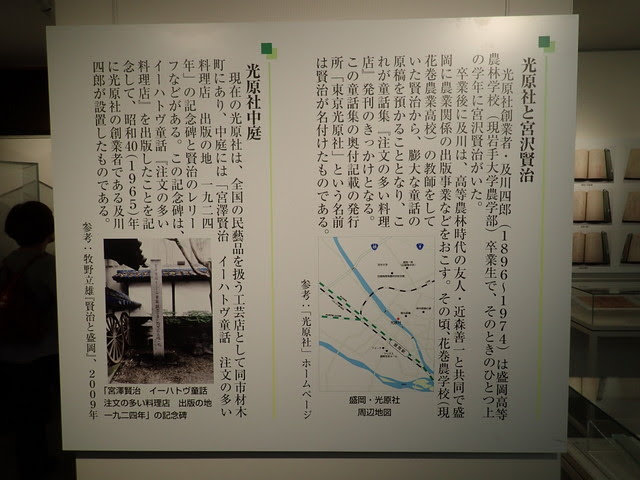 光原社と宮沢賢治
光原社創業者・及川四郎(1896~1974)は盛岡高等
農林学校(現岩手大学農学部)卒業生で、そのときのひとつ上
の学年に宮沢賢治がいた。
卒業後に及川は、高等農林時代の友人・近森善一と共同で盛
岡に農業関係の出版事業などをおこす。その頃、花巻農学校(現
花巻農業高校)の教師をして
いた賢治から、膨大な童話の
原稿を預かることとなり、こ
れが童話集『注文の多い料理
店』発刊のきっかけとなる。
この童話集の奥付記載の発行
所「東京光原社」という名前
は賢治が名付けたものである。
参考:「光原社」ホームページ
盛岡・光原社
周辺地図
光原社中庭
現在の光原社は、全国の民藝品を扱う工芸店として同市材木
町にあり、中庭には「宮澤賢治 イーハトヴ童話 注文の多い
料理店 出版の地 一九二四
年」の記念碑と賢治のレリー
フなどがある。この記念碑は、
イーハトヴ童話『注文の多い
料理店』を出版したことを記
念して、昭和40(1965)年
に光原社の創業者である及川
四郎が設置したものである。
参考:牧野立雄『賢治と盛岡』、2009年
「宮澤賢治 イーハトヴ童話
注文の多い料理店 出版の地
一九二四年」の記念碑